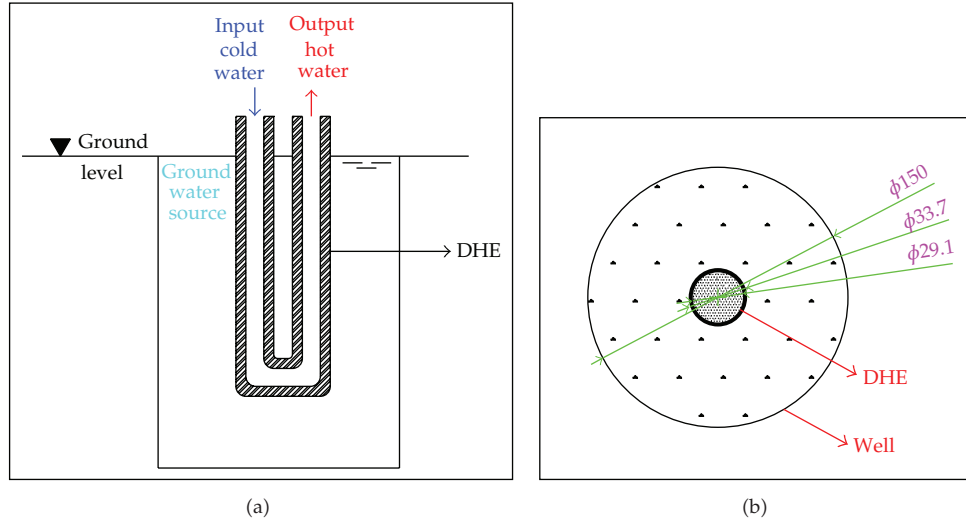 Input
cold
water
Output
hot
water
Ground
level
Ground
water
source
DHE
(a)
ϕ150
ϕ33.7
ϕ29.1
DHE
Well
(b)